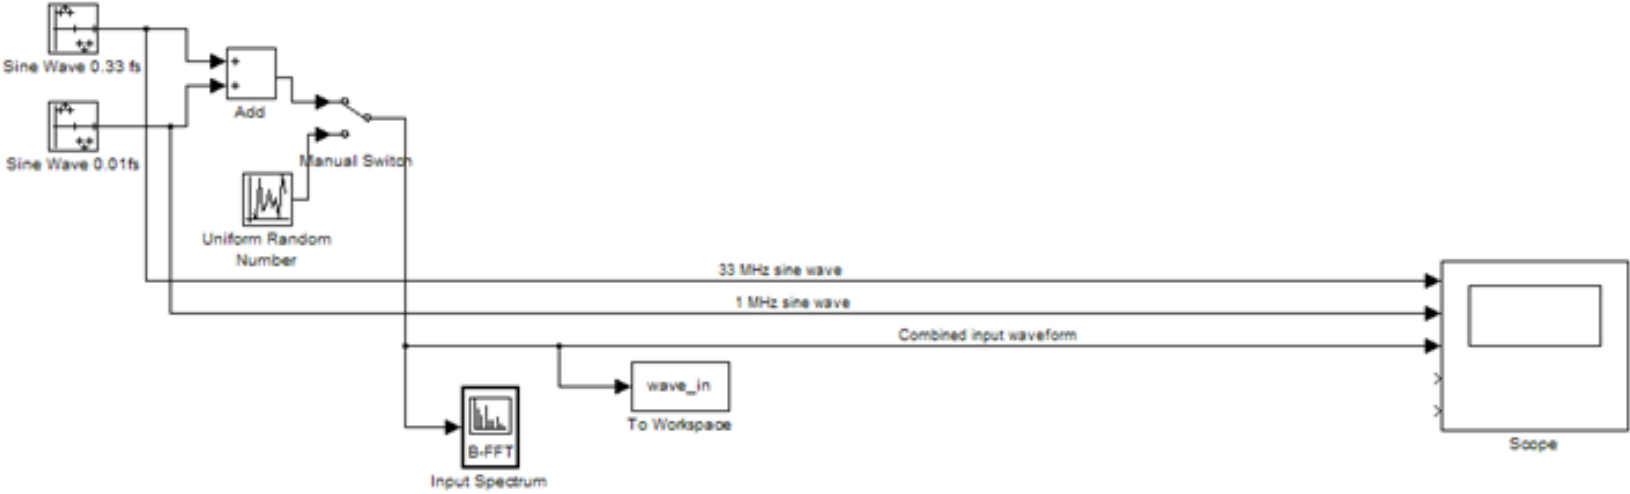 Sine Wave 0.33 fs
Add
Sine Wave 0.01fs
Manual Switch
Uniform Random
Number
33 MHz sine wave
1 MHz sine wave
Combined input waveform
wave_in
To Workspace
B-FFT
Input Spectrum
Scope